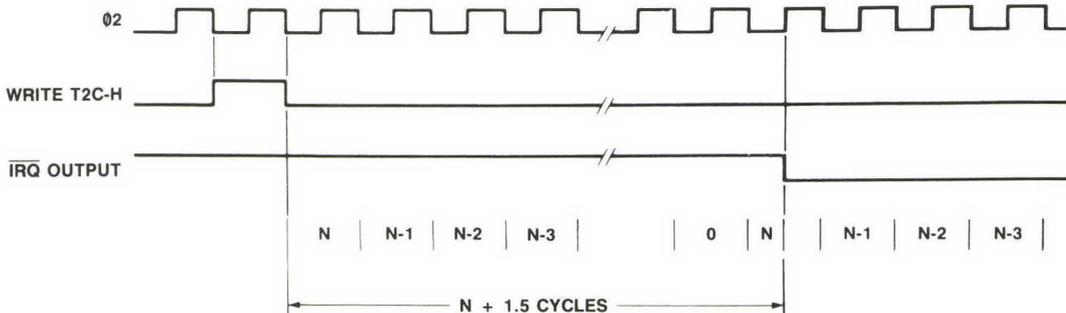 Ø2
WRITE T2C-H
IRQ OUTPUT
N N-1 N-2 N-3 0 N N-1 N-2 N-3
N + 1.5 CYCLES